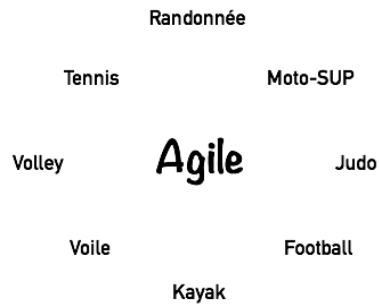 Randonnée
Tennis
Moto-SUP
Volley
Agile
Judo
Voile
Football
Kayak